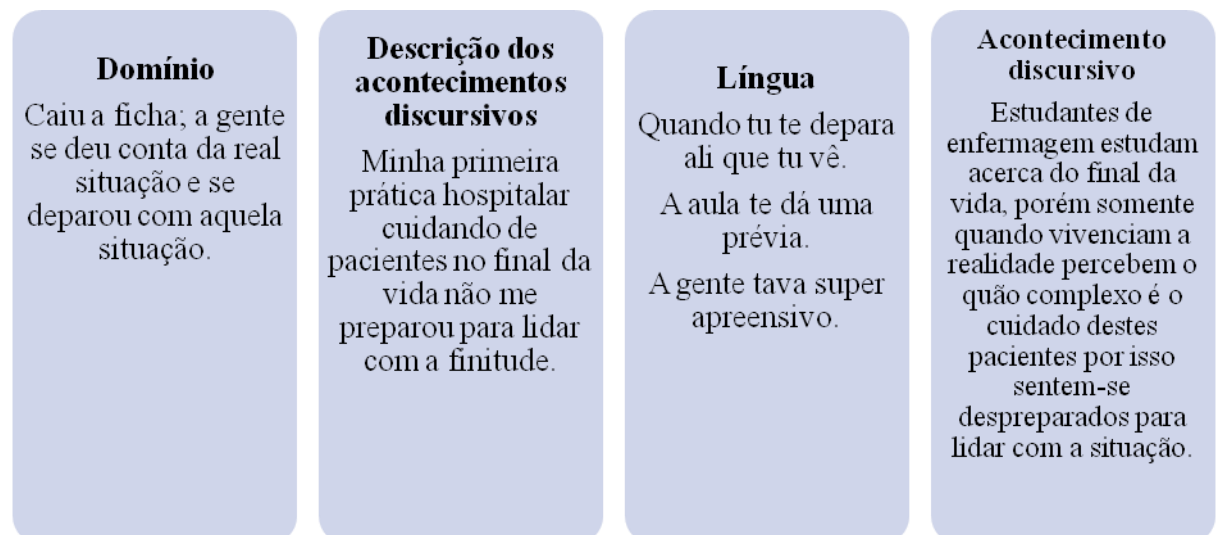 Domínio
Caiu a ficha; a gente
se deu conta da real
situação e se
deparou com aquela
situação.
Descrição dos
acontecimentos
discursivos
Minha primeira
prática hospitalar
cuidando de
pacientes no final da
vida não me
preparou para lidar
com a finitude.
Língua
Quando tu te depara
ali que tu vê.
A aula te dá uma
prévia.
A gente tava super
apreensivo.
Acontecimento
discursivo
Estudantes de
enfermagem estudam
acerca do final da
vida, porém somente
quando vivenciam a
realidade percebem o
quão complexo é o
cuidado destes
pacientes por isso
sentem-se
despreparados para
lidar com a situação.